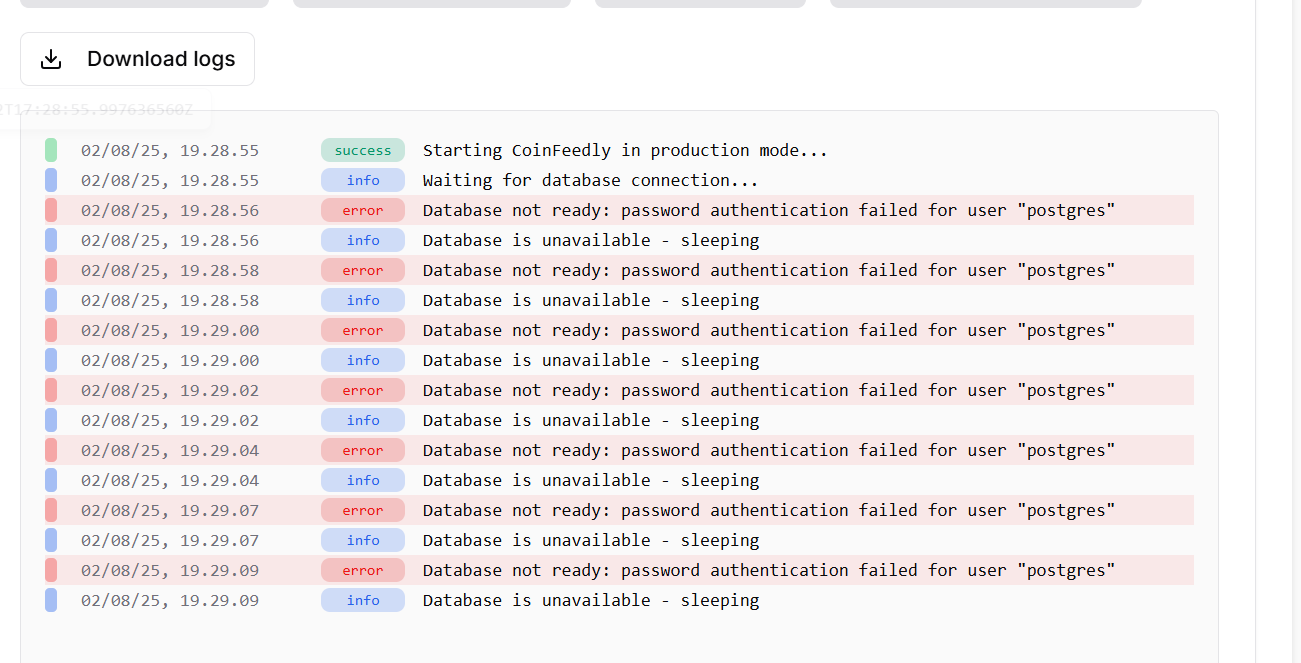 Download logs
2T17:28:55.997636560Z
02/08/25, 19.28.55 success Starting CoinFeedly in production mode...
02/08/25, 19.28.55 info Waiting for database connection...
02/08/25, 19.28.56 error Database not ready: password authentication failed for user "postgres"
02/08/25, 19.28.56 info Database is unavailable - sleeping
02/08/25, 19.28.58 error Database not ready: password authentication failed for user "postgres"
02/08/25, 19.28.58 info Database is unavailable - sleeping
02/08/25, 19.29.00 error Database not ready: password authentication failed for user "postgres"
02/08/25, 19.29.00 info Database is unavailable - sleeping
02/08/25, 19.29.02 error Database not ready: password authentication failed for user "postgres"
02/08/25, 19.29.02 info Database is unavailable - sleeping
02/08/25, 19.29.04 error Database not ready: password authentication failed for user "postgres"
02/08/25, 19.29.04 info Database is unavailable - sleeping
02/08/25, 19.29.07 error Database not ready: password authentication failed for user "postgres"
02/08/25, 19.29.07 info Database is unavailable - sleeping
02/08/25, 19.29.09 error Database not ready: password authentication failed for user "postgres"
02/08/25, 19.29.09 info Database is unavailable - sleeping